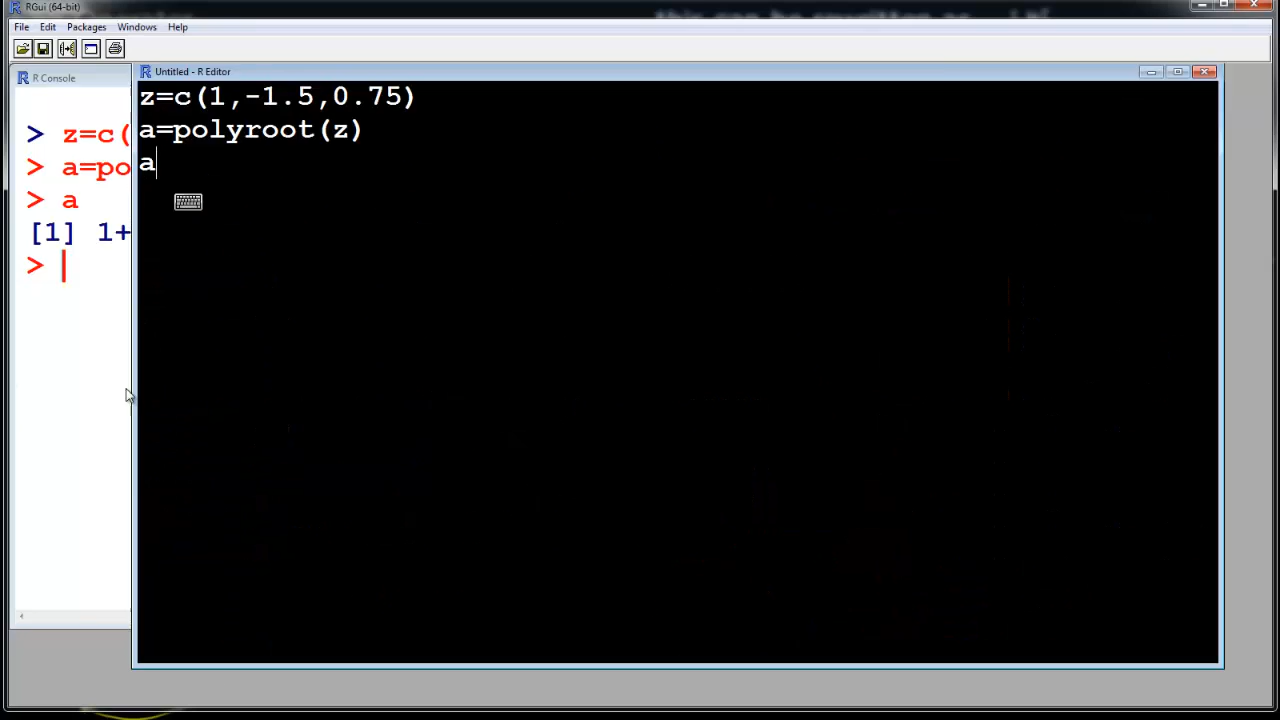 RGui (64-bit)
File Edit Packages Windows Help
R Console
> z=c(
> a=po
> a
[1] 1+
>
Untitled - R Editor
z=c(1,-1.5,0.75)
a=polyroot(z)
a